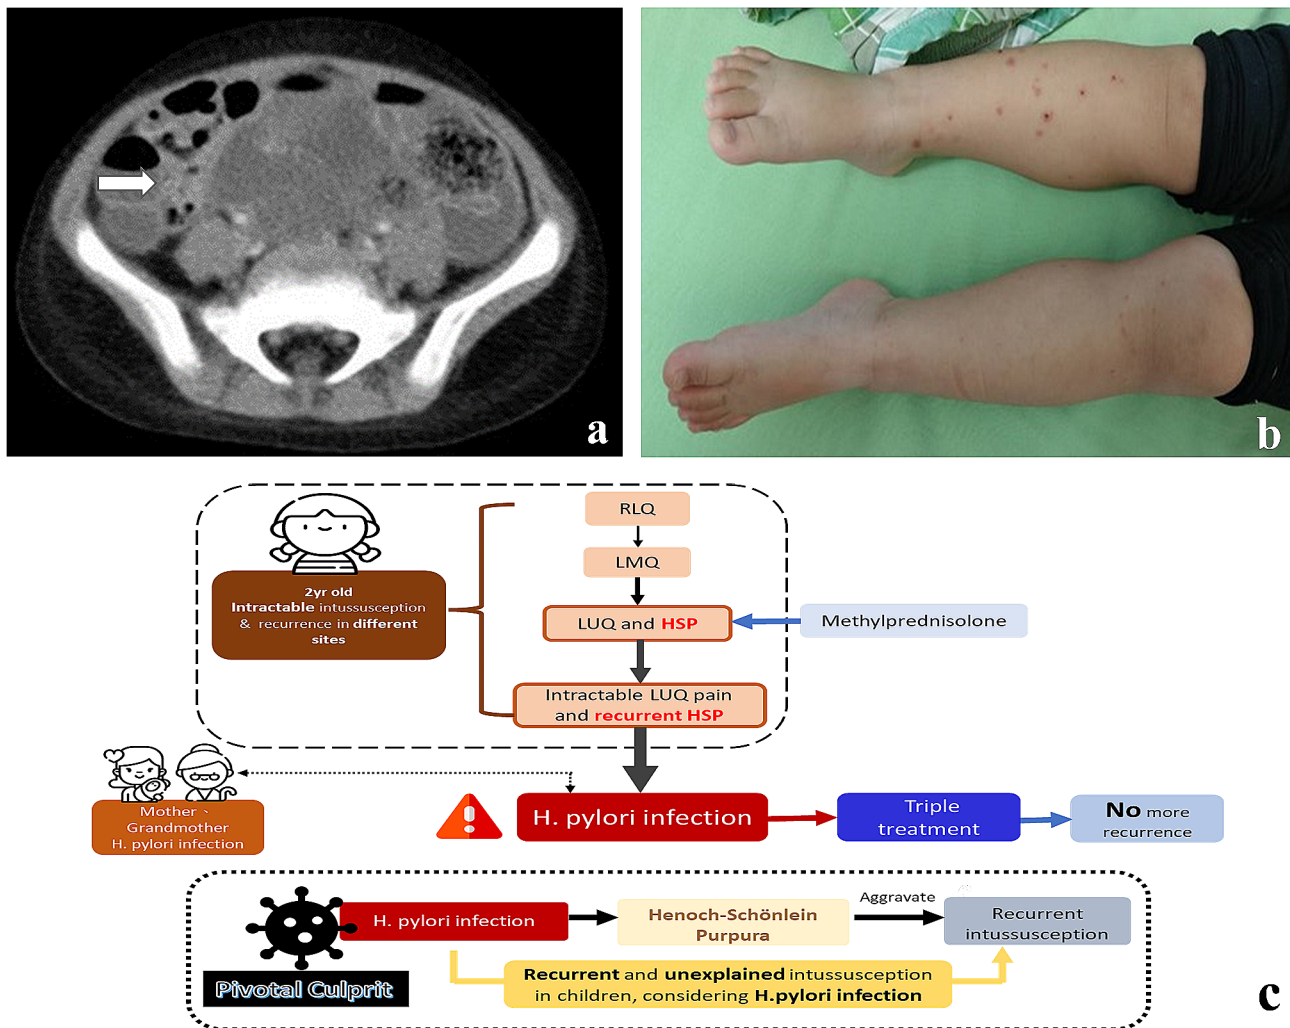 a
b
RLQ
LMQ
2yr old
Intractable intussusception
& recurrence in different
sites
LUQ and HSP
Methylprednisolone
Intractable LUQ pain
and recurrent HSP
Mother、
Grandmother
H. pylori infection
H. pylori infection
Triple
treatment
No more
recurrence
H. pylori infection
Henoch-Schönlein
Purpura
Aggravate
Recurrent
intussusception
Pivotal Culprit
Recurrent and unexplained intussusception
in children, considering H.pylori infection
c